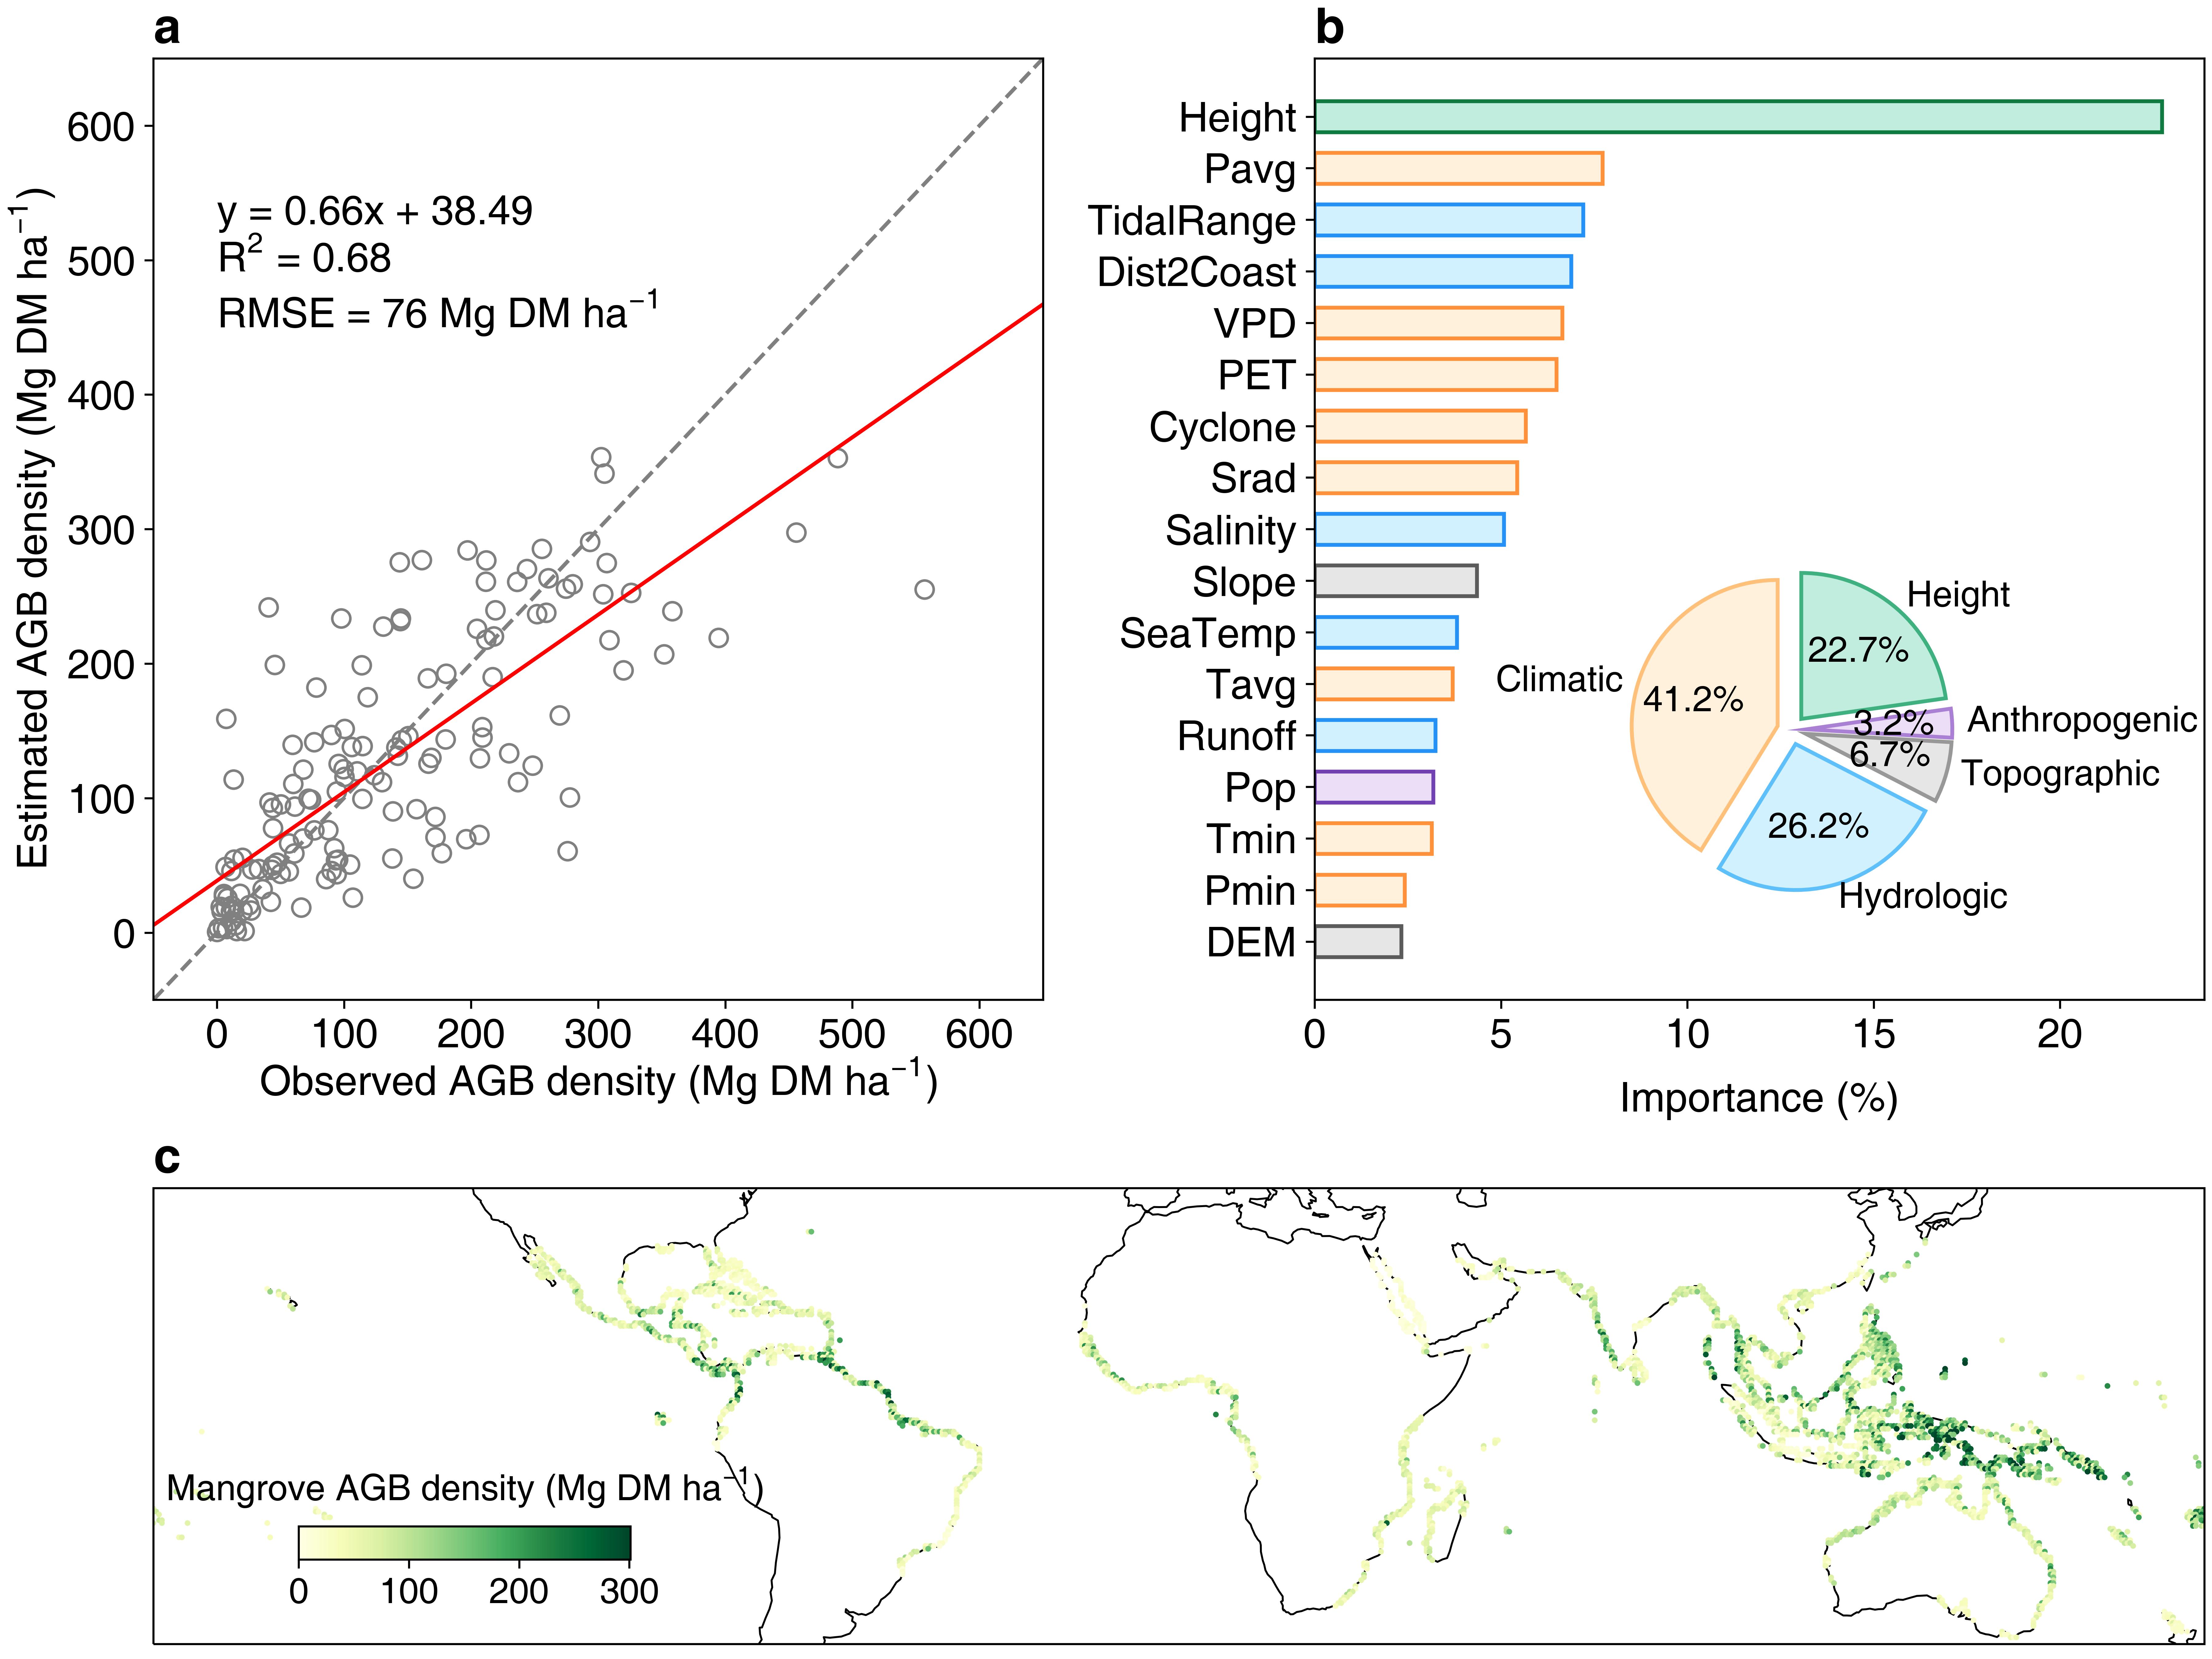 a
Estimated AGB density (Mg DM ha⁻¹)
600
500
400
300
200
100
0
y = 0.66x + 38.49
R² = 0.68
RMSE = 76 Mg DM ha⁻¹
0 100 200 300 400 500 600
Observed AGB density (Mg DM ha⁻¹)
b
Height
Pavg
TidalRange
Dist2Coast
VPD
PET
Cyclone
Srad
Salinity
Slope
SeaTemp
Tavg
Runoff
Pop
Tmin
Pmin
DEM
Height
22.7%
Anthropogenic
3.2%
Topographic
6.7%
Hydrologic
26.2%
Climatic
41.2%
0 5 10 15 20
Importance (%)
c
Mangrove AGB density (Mg DM ha⁻¹)
0 100 200 300